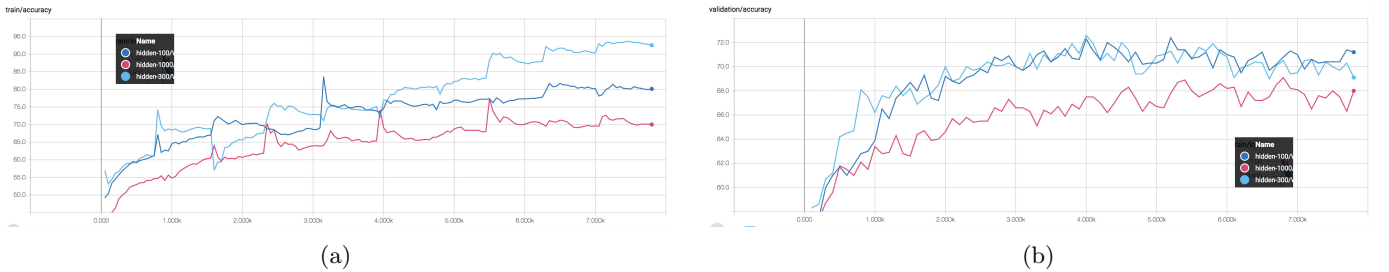 train/accuracy
95.0
90.0
85.0
80.0
75.0
70.0
65.0
60.0
55.0
50.0
Name
hidden-100/
hidden-1000
hidden-300/
0.000 1.000k 2.000k 3.000k 4.000k 5.000k 6.000k 7.000k
(a)
validation/accuracy
72.0
70.0
68.0
66.0
64.0
62.0
60.0
Name
hidden-100/
hidden-1000
hidden-300/
0.000 1.000k 2.000k 3.000k 4.000k 5.000k 6.000k 7.000k
(b)